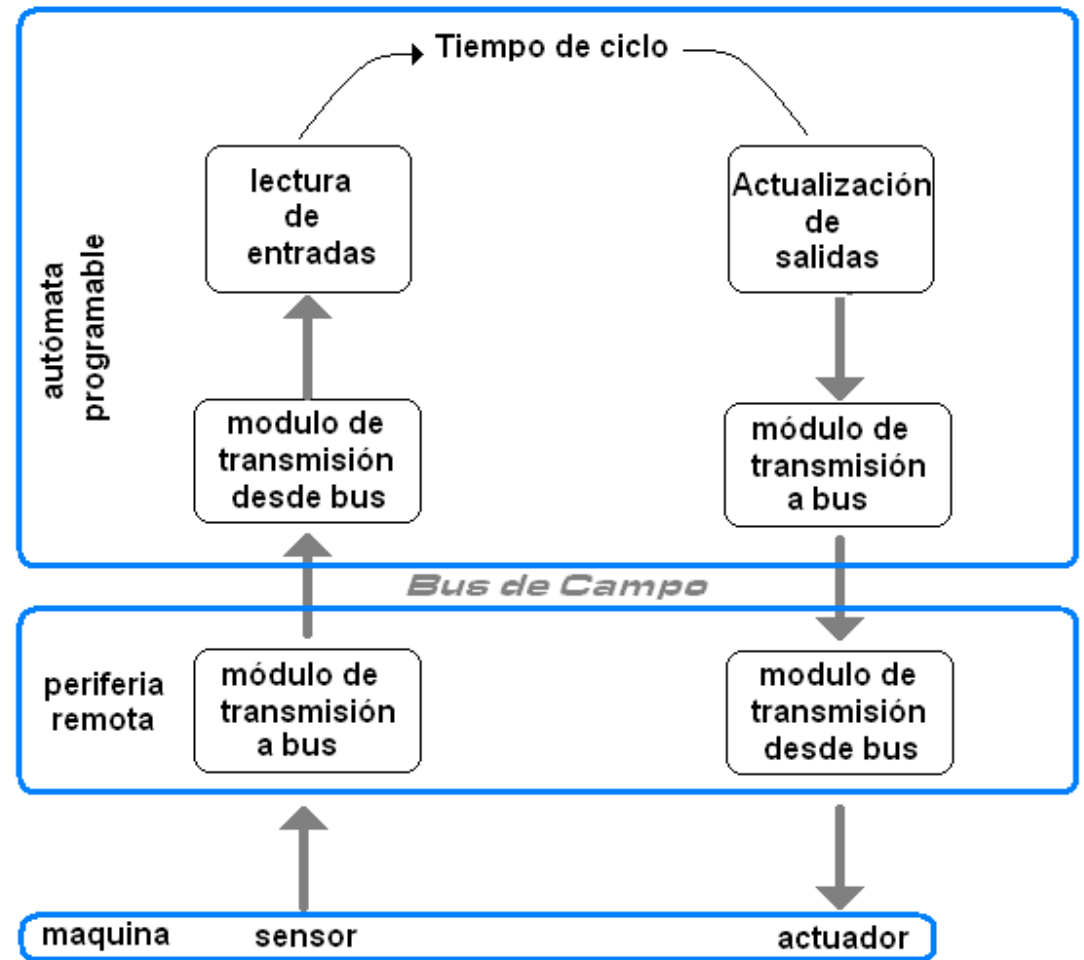 Tiempo de ciclo
lectura
de
entradas
Actualización
de
salidas
autómata
programable
modulo de
transmisión
desde bus
módulo de
transmisión
a bus
Bus de Campo
periferia
remota
módulo de
transmisión
a bus
modulo de
transmisión
desde bus
maquina
sensor
actuador